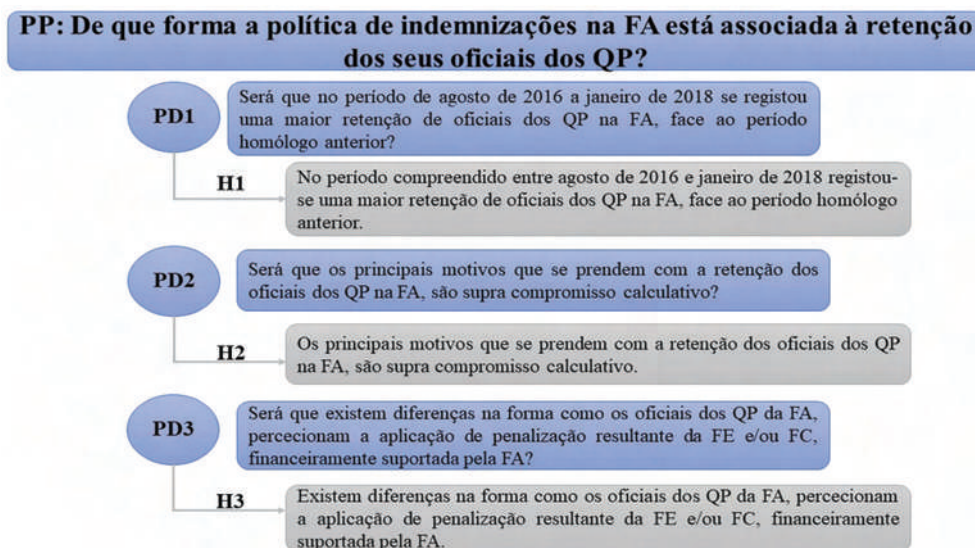 PP: De que forma a política de indemnizações na FA está associada à retenção
dos seus oficiais dos QP?
PD1
Será que no período de agosto de 2016 a janeiro de 2018 se registou
uma maior retenção de oficiais dos QP na FA, face ao período
homólogo anterior?
H1
No período compreendido entre agosto de 2016 e janeiro de 2018 registou-
se uma maior retenção de oficiais dos QP na FA, face ao período homólogo
anterior.
PD2
Será que os principais motivos que se prendem com a retenção dos
oficiais dos QP na FA, são supra compromisso calculativo?
H2
Os principais motivos que se prendem com a retenção dos oficiais dos QP
na FA, são supra compromisso calculativo.
PD3
Será que existem diferenças na forma como os oficiais dos QP da FA,
percecionam a aplicação de penalização resultante da FE e/ou FC,
financeiramente suportada pela FA?
H3
Existem diferenças na forma como os oficiais dos QP da FA, percecionam
a aplicação de penalização resultante da FE e/ou FC, financeiramente
suportada pela FA.